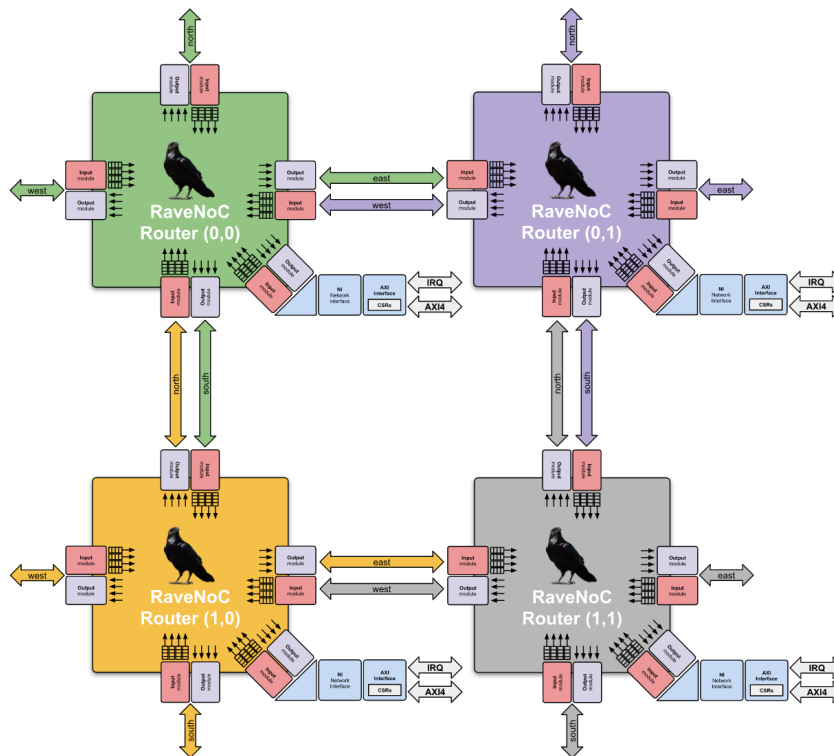 north
north
Output
module
Input
module
Output
module
Input
module
Input
module
Output
module
Output
module
Input
module
west
east
west
Input
module
Output
module
Output
module
Input
module
east
RaveNoC
Router (0,0)
RaveNoC
Router (0,1)
Output
module
Input
module
Input
module
Output
module
NI
Network
Interface
AXI
Interface
CSRs
IRQ
AXI4
Output
module
Input
module
Input
module
Output
module
NI
Network
Interface
AXI
Interface
CSRs
IRQ
AXI4
north
south
north
south
Output
module
Input
module
Output
module
Input
module
Input
module
Output
module
Output
module
Input
module
west
east
west
Input
module
Output
module
Output
module
Input
module
east
RaveNoC
Router (1,0)
RaveNoC
Router (1,1)
Output
module
Input
module
Input
module
Output
module
NI
Network
Interface
AXI
Interface
CSRs
IRQ
AXI4
Output
module
Input
module
Input
module
Output
module
NI
Network
Interface
AXI
Interface
CSRs
IRQ
AXI4
south
south